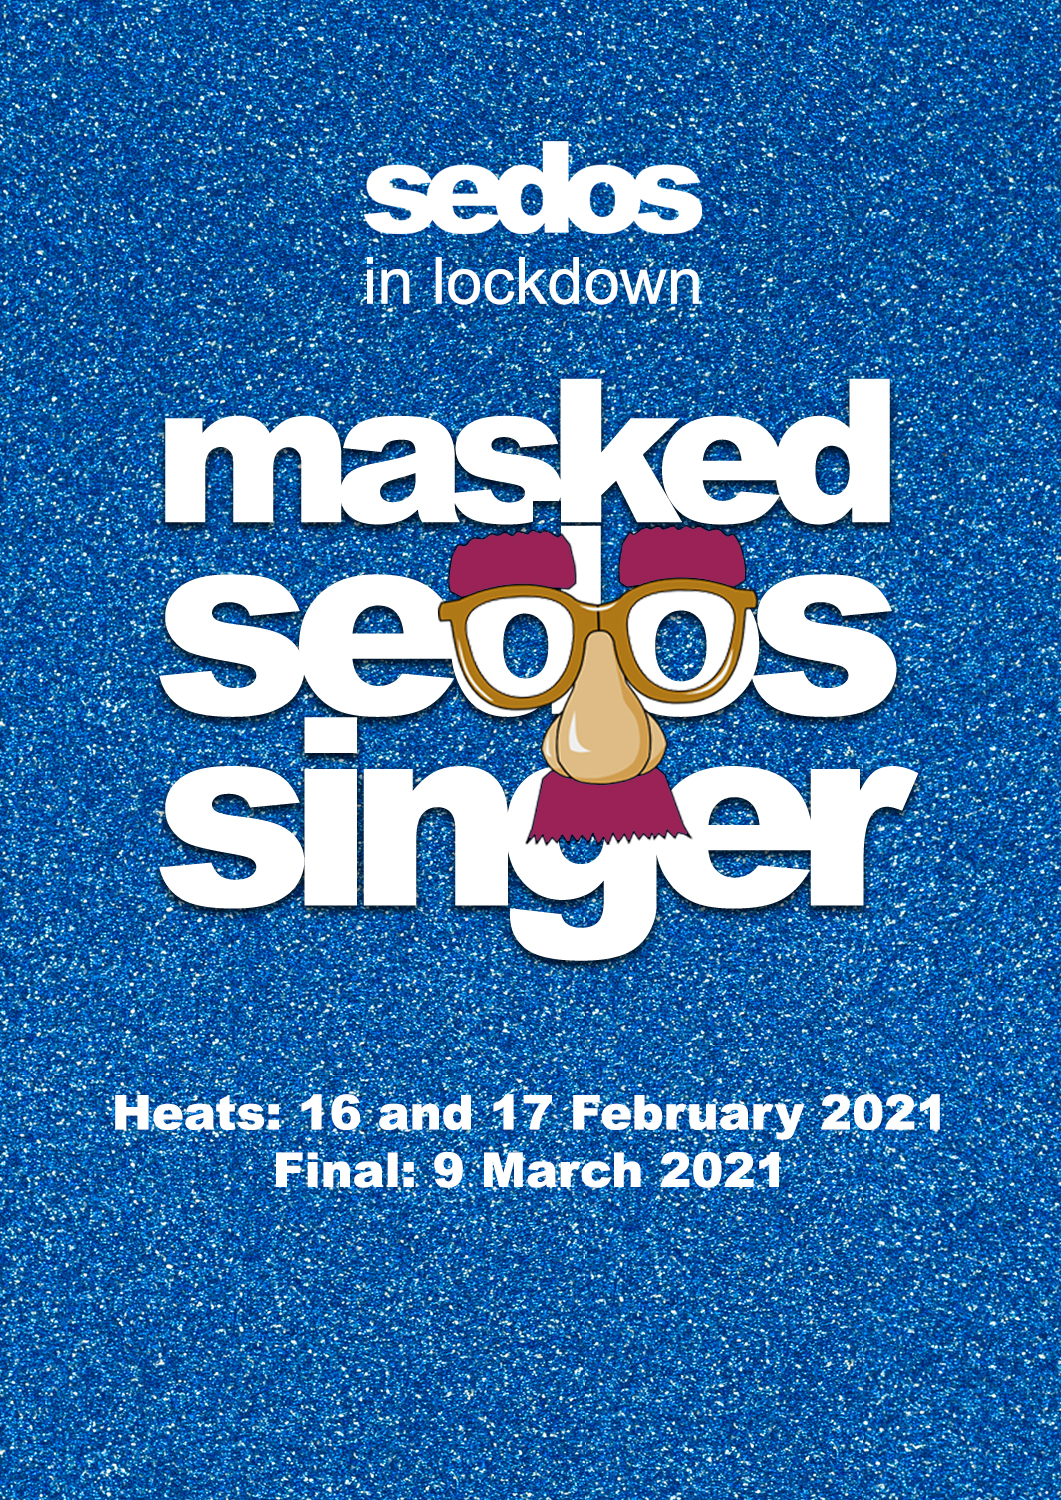 sedos
in lockdown
masked
sedos
singer
Heats: 16 and 17 February 2021
Final: 9 March 2021